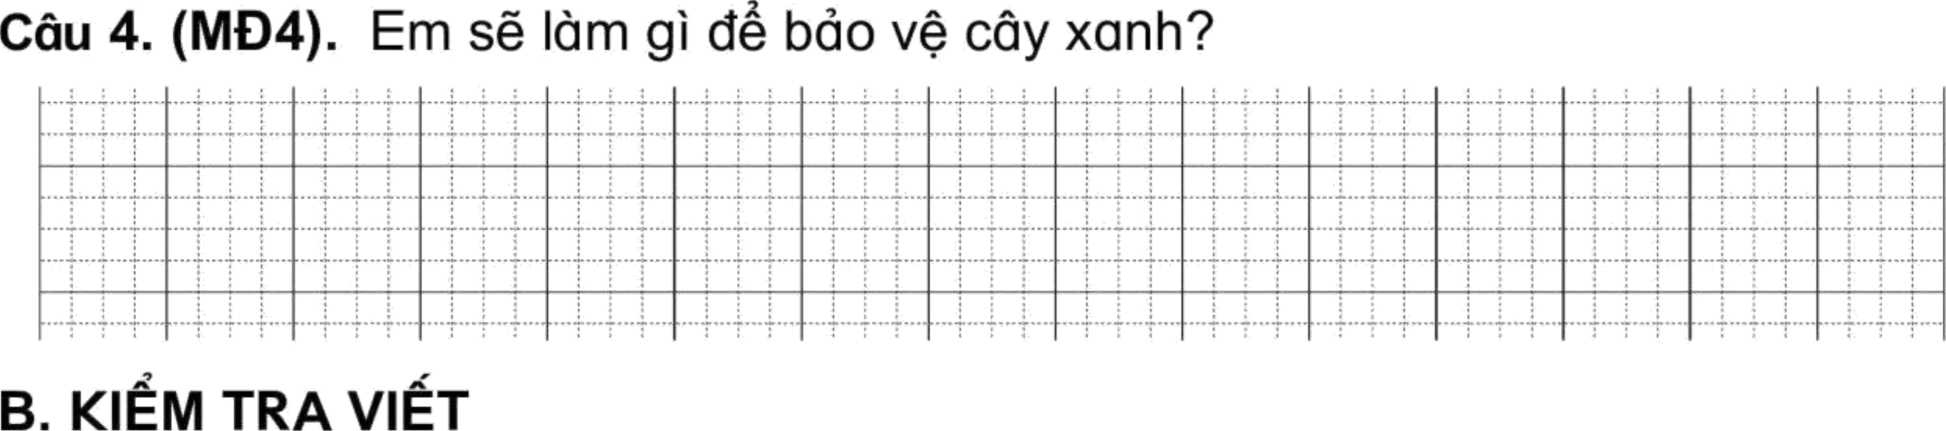 Câu 4. (MĐ4). Em sẽ làm gì để bảo vệ cây xanh?
B. KIỂM TRA VIẾT